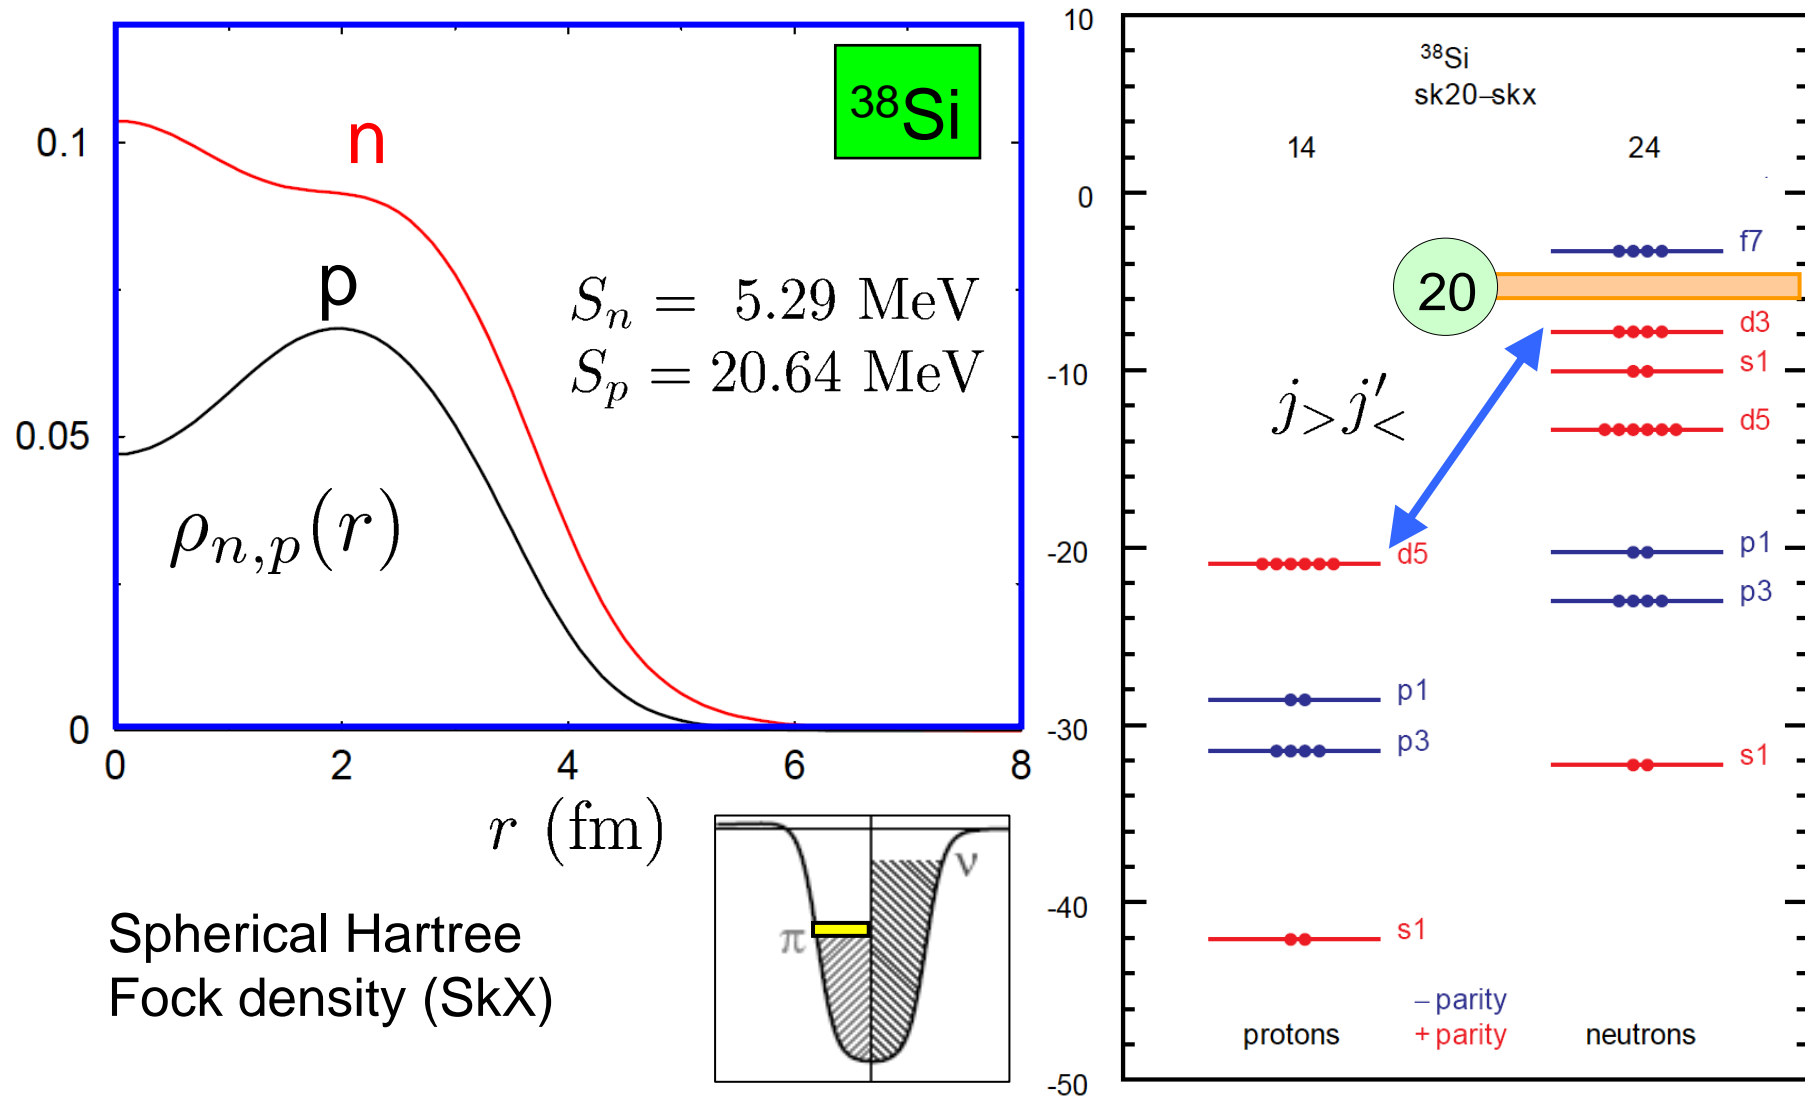 0.1
0.05
0
0
2
4
6
8
n
p
³⁸Si
Sₙ = 5.29 MeV
Sₚ = 20.64 MeV
ρₙ,ₚ(r)
r (fm)
π
ν
Spherical Hartree
Fock density (SkX)
10
0
-10
-20
-30
-40
-50
³⁸Si
sk20–skx
14
24
20
j> j′<
f7
d3
s1
d5
p1
p3
s1
d5
p1
p3
s1
– parity
+ parity
protons
neutrons